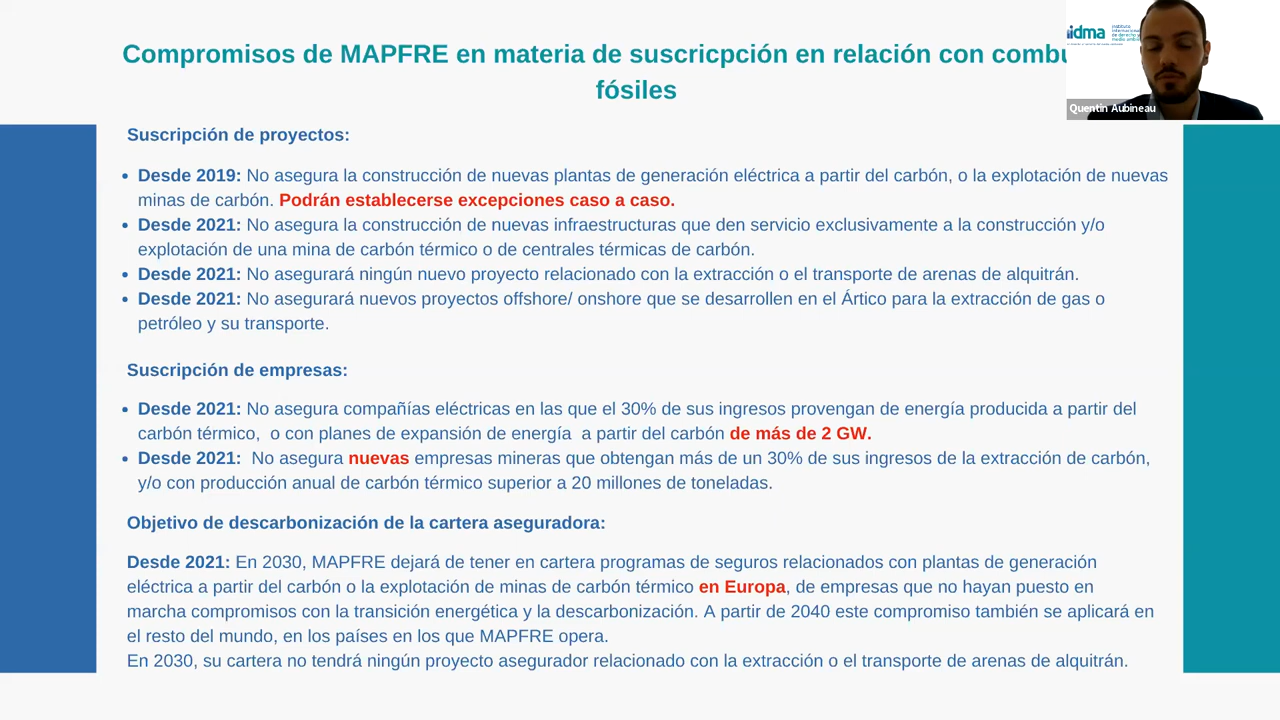 Compromisos de MAPFRE en materia de suscricpción en relación con
fósiles
idma
Quentin Aubineau
Suscripción de proyectos:
• Desde 2019: No asegura la construcción de nuevas plantas de generación eléctrica a partir del carbón, o la explotación de nuevas
minas de carbón. Podrán establecerse excepciones caso a caso.
• Desde 2021: No asegura la construcción de nuevas infraestructuras que den servicio exclusivamente a la construcción y/o
explotación de una mina de carbón térmico o de centrales térmicas de carbón.
• Desde 2021: No asegurará ningún nuevo proyecto relacionado con la extracción o el transporte de arenas de alquitrán.
• Desde 2021: No asegurará nuevos proyectos offshore/ onshore que se desarrollen en el Ártico para la extracción de gas o
petróleo y su transporte.
Suscripción de empresas:
• Desde 2021: No asegura compañías eléctricas en las que el 30% de sus ingresos provengan de energía producida a partir del
carbón térmico, o con planes de expansión de energía a partir del carbón de más de 2 GW.
• Desde 2021: No asegura nuevas empresas mineras que obtengan más de un 30% de sus ingresos de la extracción de carbón,
y/o con producción anual de carbón térmico superior a 20 millones de toneladas.
Objetivo de descarbonización de la cartera aseguradora:
Desde 2021: En 2030, MAPFRE dejará de tener en cartera programas de seguros relacionados con plantas de generación
eléctrica a partir del carbón o la explotación de minas de carbón térmico en Europa, de empresas que no hayan puesto en
marcha compromisos con la transición energética y la descarbonización. A partir de 2040 este compromiso también se aplicará en
el resto del mundo, en los países en los que MAPFRE opera.
En 2030, su cartera no tendrá ningún proyecto asegurador relacionado con la extracción o el transporte de arenas de alquitrán.